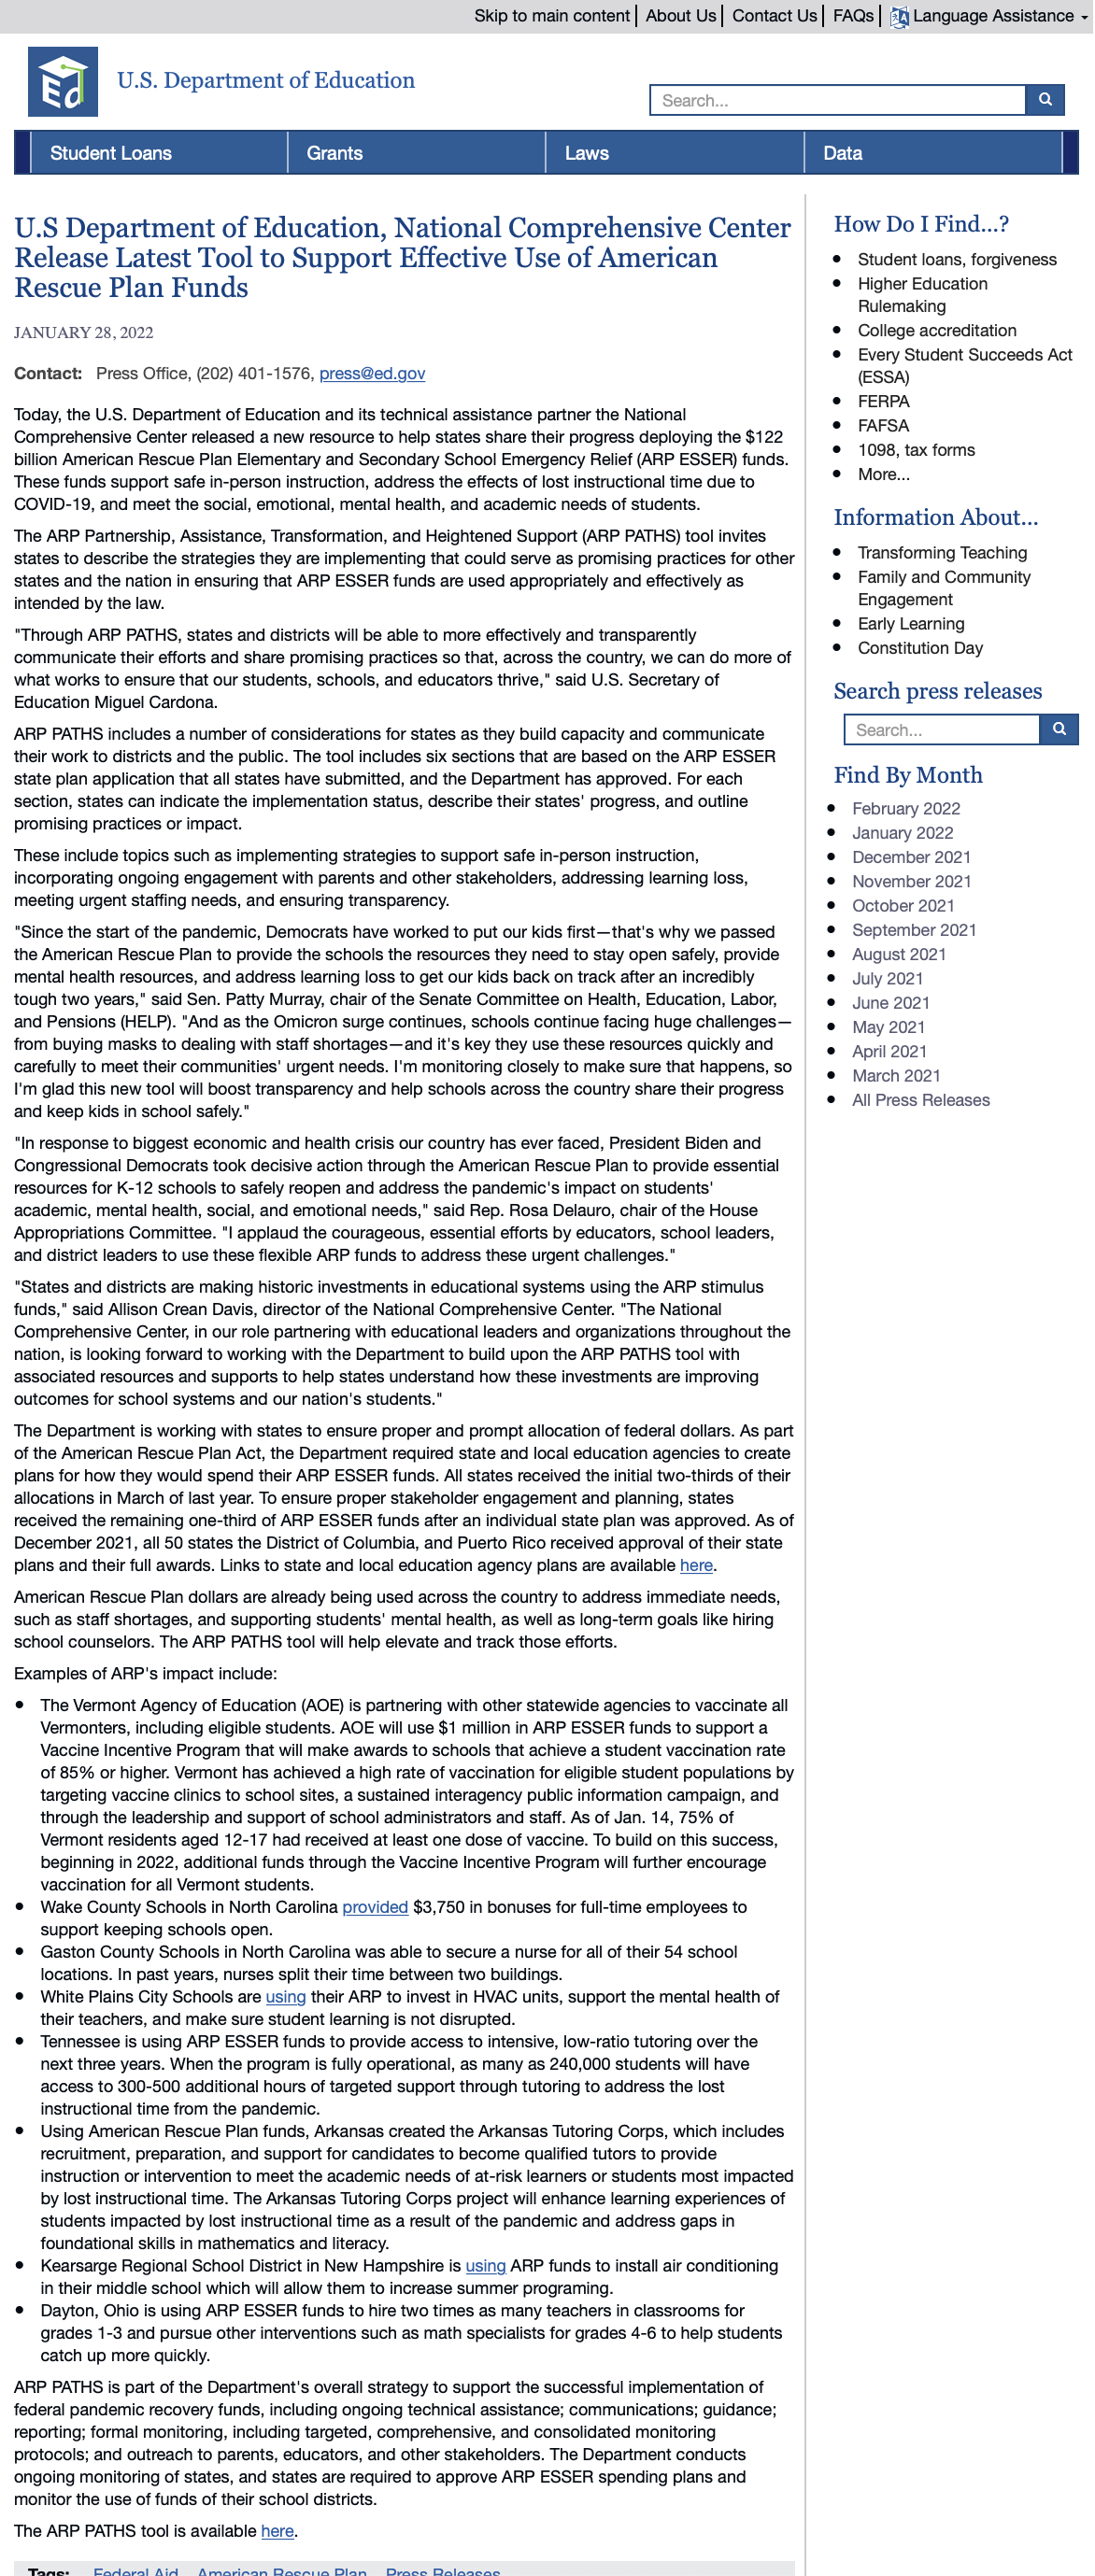 Skip to main content
About Us
Contact Us
FAQs
Language Assistance
Ed
U.S. Department of Education
Search...
Student Loans
Grants
Laws
Data
U.S Department of Education, National Comprehensive Center
Release Latest Tool to Support Effective Use of American
Rescue Plan Funds
JANUARY 28, 2022
Contact: Press Office, (202) 401-1576, press@ed.gov
Today, the U.S. Department of Education and its technical assistance partner the National
Comprehensive Center released a new resource to help states share their progress deploying the $122
billion American Rescue Plan Elementary and Secondary School Emergency Relief (ARP ESSER) funds.
These funds support safe in-person instruction, address the effects of lost instructional time due to
COVID-19, and meet the social, emotional, mental health, and academic needs of students.
The ARP Partnership, Assistance, Transformation, and Heightened Support (ARP PATHS) tool invites
states to describe the strategies they are implementing that could serve as promising practices for other
states and the nation in ensuring that ARP ESSER funds are used appropriately and effectively as
intended by the law.
"Through ARP PATHS, states and districts will be able to more effectively and transparently
communicate their efforts and share promising practices so that, across the country, we can do more of
what works to ensure that our students, schools, and educators thrive," said U.S. Secretary of
Education Miguel Cardona.
ARP PATHS includes a number of considerations for states as they build capacity and communicate
their work to districts and the public. The tool includes six sections that are based on the ARP ESSER
state plan application that all states have submitted, and the Department has approved. For each
section, states can indicate the implementation status, describe their states' progress, and outline
promising practices or impact.
These include topics such as implementing strategies to support safe in-person instruction,
incorporating ongoing engagement with parents and other stakeholders, addressing learning loss,
meeting urgent staffing needs, and ensuring transparency.
"Since the start of the pandemic, Democrats have worked to put our kids first—that's why we passed
the American Rescue Plan to provide the schools the resources they need to stay open safely, provide
mental health resources, and address learning loss to get our kids back on track after an incredibly
tough two years," said Sen. Patty Murray, chair of the Senate Committee on Health, Education, Labor,
and Pensions (HELP). "And as the Omicron surge continues, schools continue facing huge challenges—
from buying masks to dealing with staff shortages—and it's key they use these resources quickly and
carefully to meet their communities' urgent needs. I'm monitoring closely to make sure that happens, so
I'm glad this new tool will boost transparency and help schools across the country share their progress
and keep kids in school safely."
"In response to biggest economic and health crisis our country has ever faced, President Biden and
Congressional Democrats took decisive action through the American Rescue Plan to provide essential
resources for K-12 schools to safely reopen and address the pandemic's impact on students'
academic, mental health, social, and emotional needs," said Rep. Rosa Delauro, chair of the House
Appropriations Committee. "I applaud the courageous, essential efforts by educators, school leaders,
and district leaders to use these flexible ARP funds to address these urgent challenges."
"States and districts are making historic investments in educational systems using the ARP stimulus
funds," said Allison Crean Davis, director of the National Comprehensive Center. "The National
Comprehensive Center, in our role partnering with educational leaders and organizations throughout the
nation, is looking forward to working with the Department to build upon the ARP PATHS tool with
associated resources and supports to help states understand how these investments are improving
outcomes for school systems and our nation's students."
The Department is working with states to ensure proper and prompt allocation of federal dollars. As part
of the American Rescue Plan Act, the Department required state and local education agencies to create
plans for how they would spend their ARP ESSER funds. All states received the initial two-thirds of their
allocations in March of last year. To ensure proper stakeholder engagement and planning, states
received the remaining one-third of ARP ESSER funds after an individual state plan was approved. As of
December 2021, all 50 states the District of Columbia, and Puerto Rico received approval of their state
plans and their full awards. Links to state and local education agency plans are available here.
American Rescue Plan dollars are already being used across the country to address immediate needs,
such as staff shortages, and supporting students' mental health, as well as long-term goals like hiring
school counselors. The ARP PATHS tool will help elevate and track those efforts.
Examples of ARP's impact include:
• The Vermont Agency of Education (AOE) is partnering with other statewide agencies to vaccinate all
Vermonters, including eligible students. AOE will use $1 million in ARP ESSER funds to support a
Vaccine Incentive Program that will make awards to schools that achieve a student vaccination rate
of 85% or higher. Vermont has achieved a high rate of vaccination for eligible student populations by
targeting vaccine clinics to school sites, a sustained interagency public information campaign, and
through the leadership and support of school administrators and staff. As of Jan. 14, 75% of
Vermont residents aged 12-17 had received at least one dose of vaccine. To build on this success,
beginning in 2022, additional funds through the Vaccine Incentive Program will further encourage
vaccination for all Vermont students.
• Wake County Schools in North Carolina provided $3,750 in bonuses for full-time employees to
support keeping schools open.
• Gaston County Schools in North Carolina was able to secure a nurse for all of their 54 school
locations. In past years, nurses split their time between two buildings.
• White Plains City Schools are using their ARP to invest in HVAC units, support the mental health of
their teachers, and make sure student learning is not disrupted.
• Tennessee is using ARP ESSER funds to provide access to intensive, low-ratio tutoring over the
next three years. When the program is fully operational, as many as 240,000 students will have
access to 300-500 additional hours of targeted support through tutoring to address the lost
instructional time from the pandemic.
• Using American Rescue Plan funds, Arkansas created the Arkansas Tutoring Corps, which includes
recruitment, preparation, and support for candidates to become qualified tutors to provide
instruction or intervention to meet the academic needs of at-risk learners or students most impacted
by lost instructional time. The Arkansas Tutoring Corps project will enhance learning experiences of
students impacted by lost instructional time as a result of the pandemic and address gaps in
foundational skills in mathematics and literacy.
• Kearsarge Regional School District in New Hampshire is using ARP funds to install air conditioning
in their middle school which will allow them to increase summer programing.
• Dayton, Ohio is using ARP ESSER funds to hire two times as many teachers in classrooms for
grades 1-3 and pursue other interventions such as math specialists for grades 4-6 to help students
catch up more quickly.
ARP PATHS is part of the Department's overall strategy to support the successful implementation of
federal pandemic recovery funds, including ongoing technical assistance; communications; guidance;
reporting; formal monitoring, including targeted, comprehensive, and consolidated monitoring
protocols; and outreach to parents, educators, and other stakeholders. The Department conducts
ongoing monitoring of states, and states are required to approve ARP ESSER spending plans and
monitor the use of funds of their school districts.
The ARP PATHS tool is available here.
Tags: Federal Aid American Rescue Plan Press Releases
How Do I Find...?
• Student loans, forgiveness
• Higher Education
Rulemaking
• College accreditation
• Every Student Succeeds Act
(ESSA)
• FERPA
• FAFSA
• 1098, tax forms
• More...
Information About...
• Transforming Teaching
• Family and Community
Engagement
• Early Learning
• Constitution Day
Search press releases
Search...
Find By Month
• February 2022
• January 2022
• December 2021
• November 2021
• October 2021
• September 2021
• August 2021
• July 2021
• June 2021
• May 2021
• April 2021
• March 2021
• All Press Releases